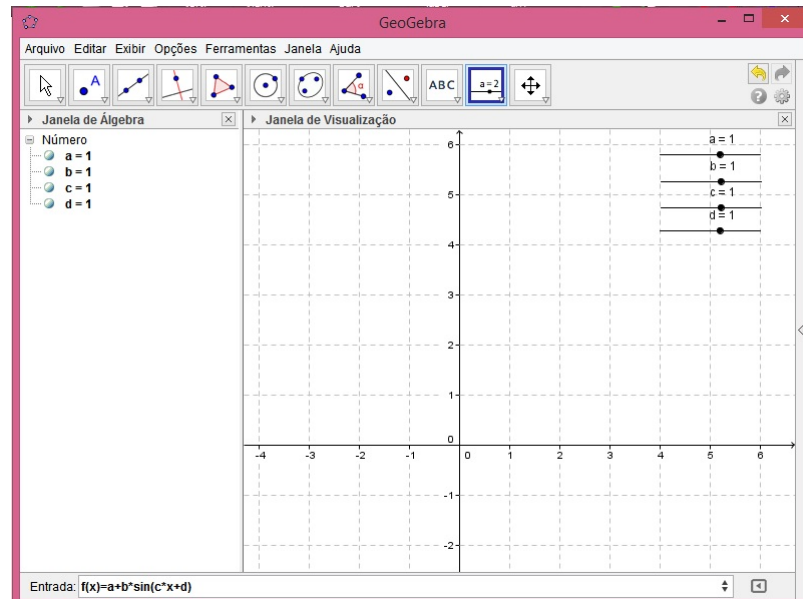 GeoGebra
Arquivo Editar Exibir Opções Ferramentas Janela Ajuda
A
α
ABC
a=2
Janela de Álgebra
Janela de Visualização
Número
a = 1
b = 1
c = 1
d = 1
a = 1
b = 1
c = 1
d = 1
6
5
4
3
2
1
0
-4 -3 -2 -1 0 1 2 3 4 5 6
-1
-2
Entrada: f(x)=a+b*sin(c*x+d)